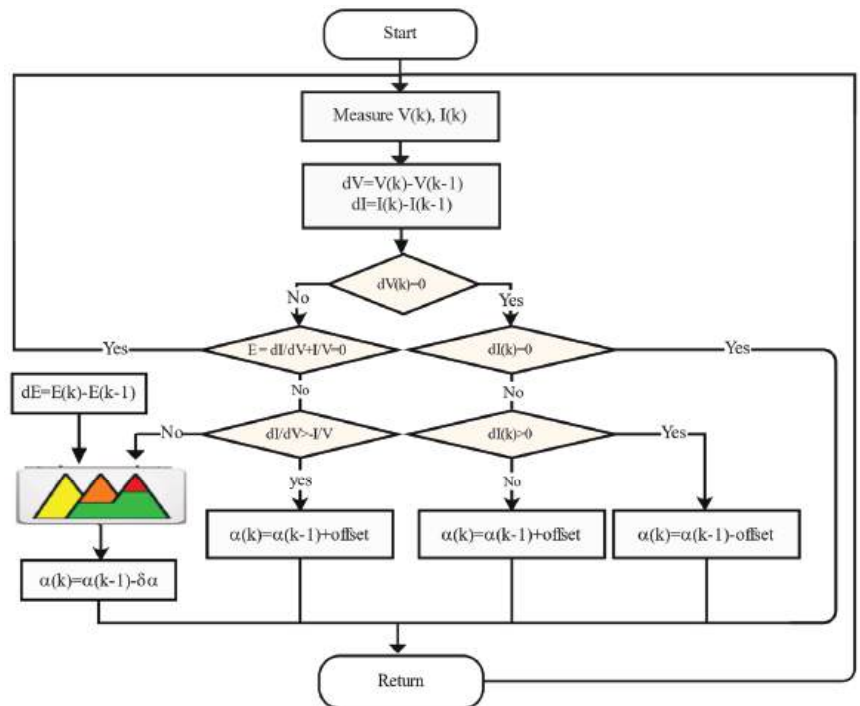 Start
Measure V(k), I(k)
dV=V(k)-V(k-1)
dI=I(k)-I(k-1)
dV(k)=0
No
Yes
Yes
E = dI/dV+I/V=0
dI(k)=0
Yes
dE=E(k)-E(k-1)
No
No
No
dI/dV>-I/V
dI(k)>0
Yes
yes
No
α(k)=α(k-1)+offset
α(k)=α(k-1)+offset
α(k)=α(k-1)-offset
α(k)=α(k-1)-δα
Return